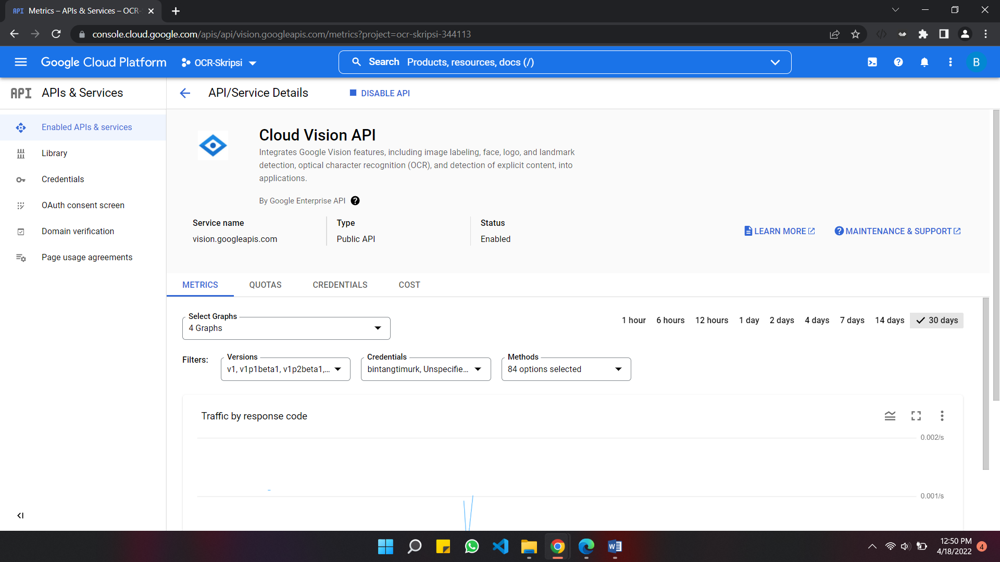 API Metrics – APIs & Services – OCR-
console.cloud.google.com/apis/api/vision.googleapis.com/metrics?project=ocr-skripsi-344113
Google Cloud Platform OCR-Skripsi Search Products, resources, docs (/) B
API APIs & Services API/Service Details DISABLE API
Enabled APIs & services
Library
Credentials
OAuth consent screen
Domain verification
Page usage agreements
Cloud Vision API
Integrates Google Vision features, including image labeling, face, logo, and landmark
detection, optical character recognition (OCR), and detection of explicit content, into
applications.
By Google Enterprise API
Service name Type Status
vision.googleapis.com Public API Enabled
LEARN MORE MAINTENANCE & SUPPORT
METRICS QUOTAS CREDENTIALS COST
Select Graphs
4 Graphs
1 hour 6 hours 12 hours 1 day 2 days 4 days 7 days 14 days 30 days
Filters:
Versions Credentials Methods
v1, v1p1beta1, v1p2beta1,... bintangtimurk, Unspecifie... 84 options selected
Traffic by response code
0.002/s
0.001/s
12:50 PM
4/18/2022
4